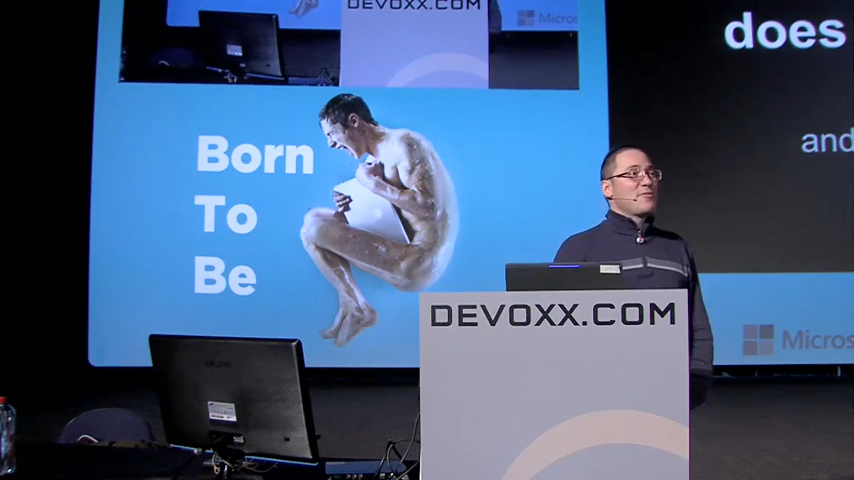 DEVOXX.COM
Micros
does
and
Born
To
Be
DEVOXX.COM
Micros